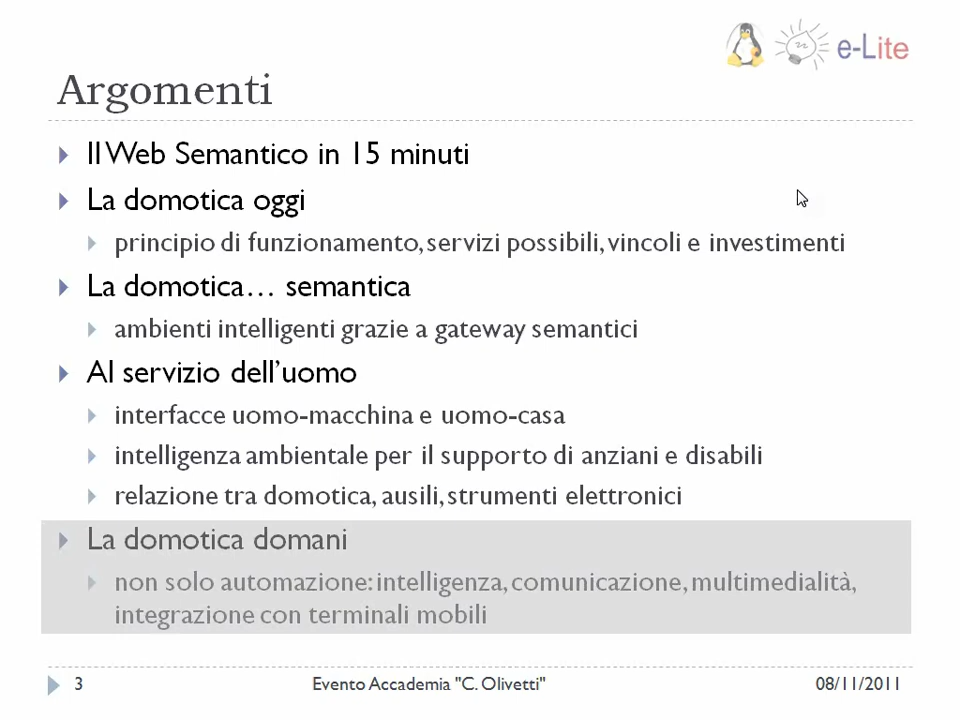 e-Lite
Argomenti
Il Web Semantico in 15 minuti
La domotica oggi
principio di funzionamento, servizi possibili, vincoli e investimenti
La domotica… semantica
ambienti intelligenti grazie a gateway semantici
Al servizio dell’uomo
interfacce uomo-macchina e uomo-casa
intelligenza ambientale per il supporto di anziani e disabili
relazione tra domotica, ausili, strumenti elettronici
La domotica domani
non solo automazione: intelligenza, comunicazione, multimedialità,
integrazione con terminali mobili
3 Evento Accademia "C. Olivetti" 08/11/2011